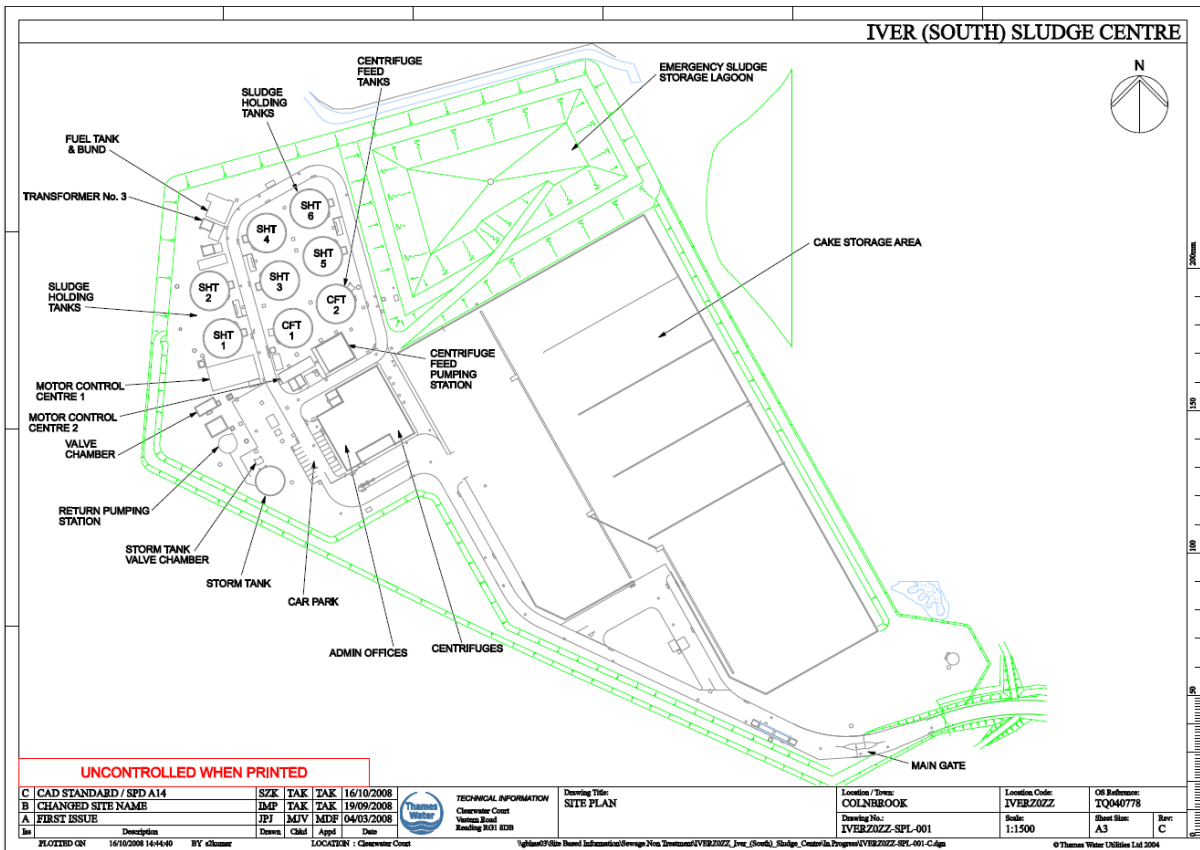 IVER (SOUTH) SLUDGE CENTRE
CENTRIFUGE
FEED
TANKS
EMERGENCY SLUDGE
STORAGE LAGOON
N
SLUDGE
HOLDING
TANKS
FUEL TANK
& BUND
TRANSFORMER No. 3
SHT
6
SHT
4
SHT
5
SHT
3
SHT
2
CFT
2
SHT
1
CFT
1
CAKE STORAGE AREA
SLUDGE
HOLDING
TANKS
CENTRIFUGE
FEED
PUMPING
STATION
MOTOR CONTROL
CENTRE 1
MOTOR CONTROL
CENTRE 2
VALVE
CHAMBER
RETURN PUMPING
STATION
STORM TANK
VALVE CHAMBER
STORM TANK
CAR PARK
ADMIN OFFICES
CENTRIFUGES
MAIN GATE
200mm
150
100
50
0
UNCONTROLLED WHEN PRINTED
C CAD STANDARD / SPD A14 SZK TAK TAK 16/10/2008
B CHANGED SITE NAME IMP TAK TAK 19/09/2008
A FIRST ISSUE JPJ MJV MDF 04/03/2008
Iss Description Drawn Chkd Appd Date
Thames
Water
TECHNICAL INFORMATION
Clearwater Court
Vastern Road
Reading RG1 8DB
Drawing Title:
SITE PLAN
Location / Town:
COLNBROOK
Location Code:
IVERZ0ZZ
OS Reference:
TQ040778
Drawing No.:
IVERZ0ZZ-SPL-001
Scale:
1:1500
Sheet Size:
A3
Rev:
C
PLOTTED ON 16/10/2008 14:44:40 BY s2kumar LOCATION : Clearwater Court
© Thames Water Utilities Ltd 2004